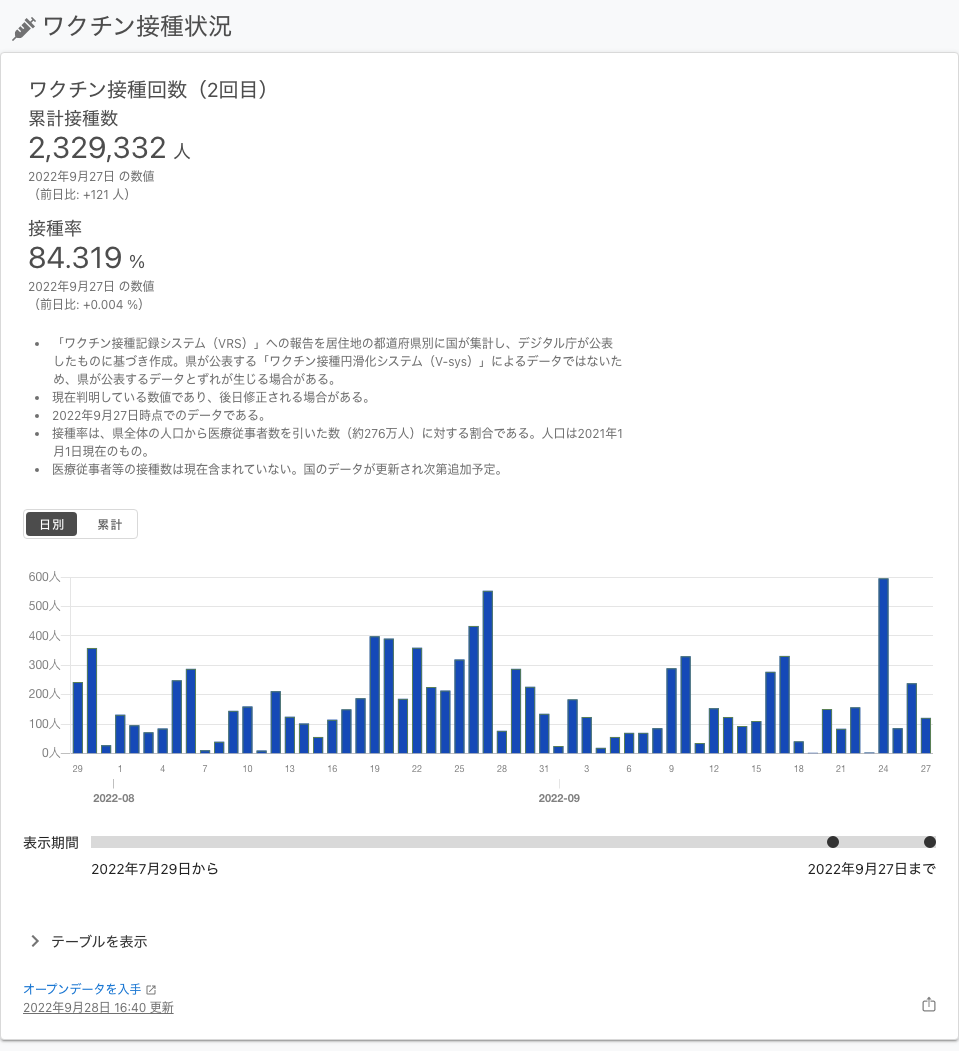 ワクチン接種状況
ワクチン接種回数（2回目）
累計接種数
2,329,332 人
2022年9月27日 の数値
（前日比: +121 人）
接種率
84.319 %
2022年9月27日 の数値
（前日比: +0.004 %）
• 「ワクチン接種記録システム（VRS）」への報告を居住地の都道府県別に国が集計し、デジタル庁が公表
したものに基づき作成。県が公表する「ワクチン接種円滑化システム（V-sys）」によるデータではないた
め、県が公表するデータとずれが生じる場合がある。
• 現在判明している数値であり、後日修正される場合がある。
• 2022年9月27日時点でのデータである。
• 接種率は、県全体の人口から医療従事者数を引いた数（約276万人）に対する割合である。人口は2021年1
月1日現在のもの。
• 医療従事者等の接種数は現在含まれていない。国のデータが更新され次第追加予定。
日別 累計
600人
500人
400人
300人
200人
100人
0人
29 1 4 7 10 13 16 19 22 25 28 31 3 6 9 12 15 18 21 24 27
2022-08 2022-09
表示期間
2022年7月29日から 2022年9月27日まで
テーブルを表示
オープンデータを入手
2022年9月28日 16:40 更新